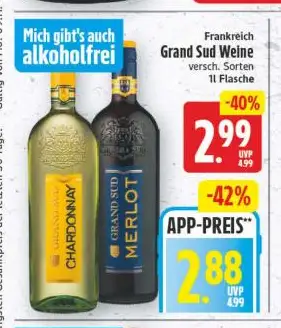 Mich gibt's auch
alkoholfrei
Frankreich
Grand Sud Weine
versch. Sorten
1l Flasche
-40%
2.99
UVP
4.99
-42%
APP-PREIS**
2.88
UVP
4.99
CHARDONNAY
GRAND SUD
MERLOT